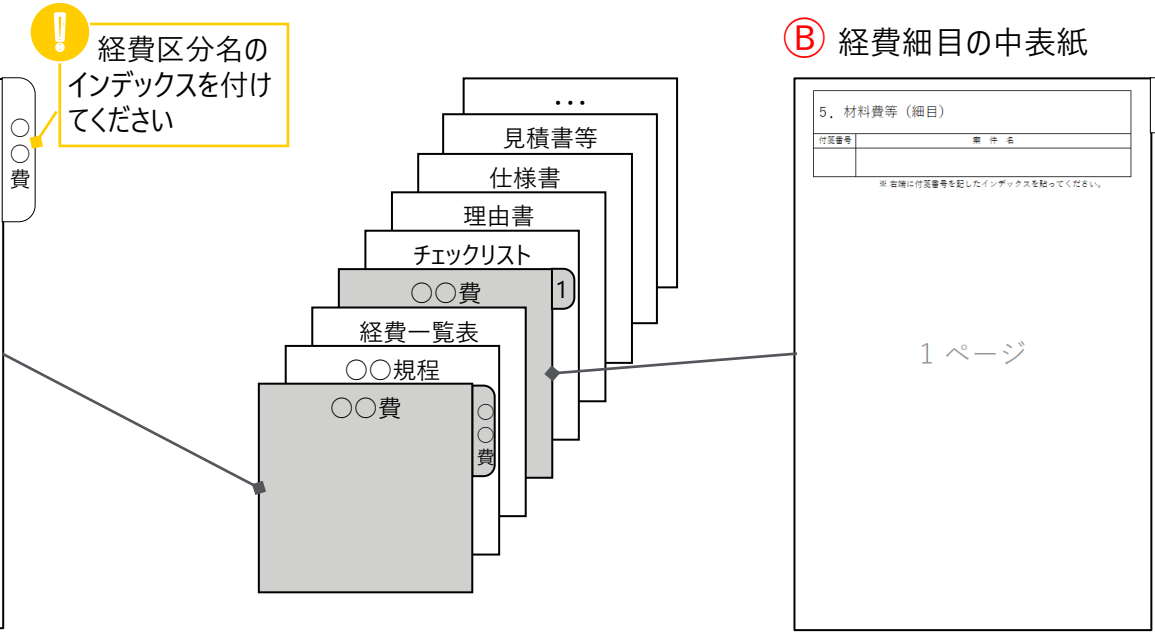 !
経費区分名の
インデックスを付け
てください
○○費
…
見積書等
仕様書
理由書
チェックリスト
○○費
1
経費一覧表
○○規程
○○費
○○費
Ⓑ 経費細目の中表紙
5．材料費等（細目）
付箋番号 案 件 名
※ 右端に付箋番号を記したインデックスを貼ってください。
1 ページ